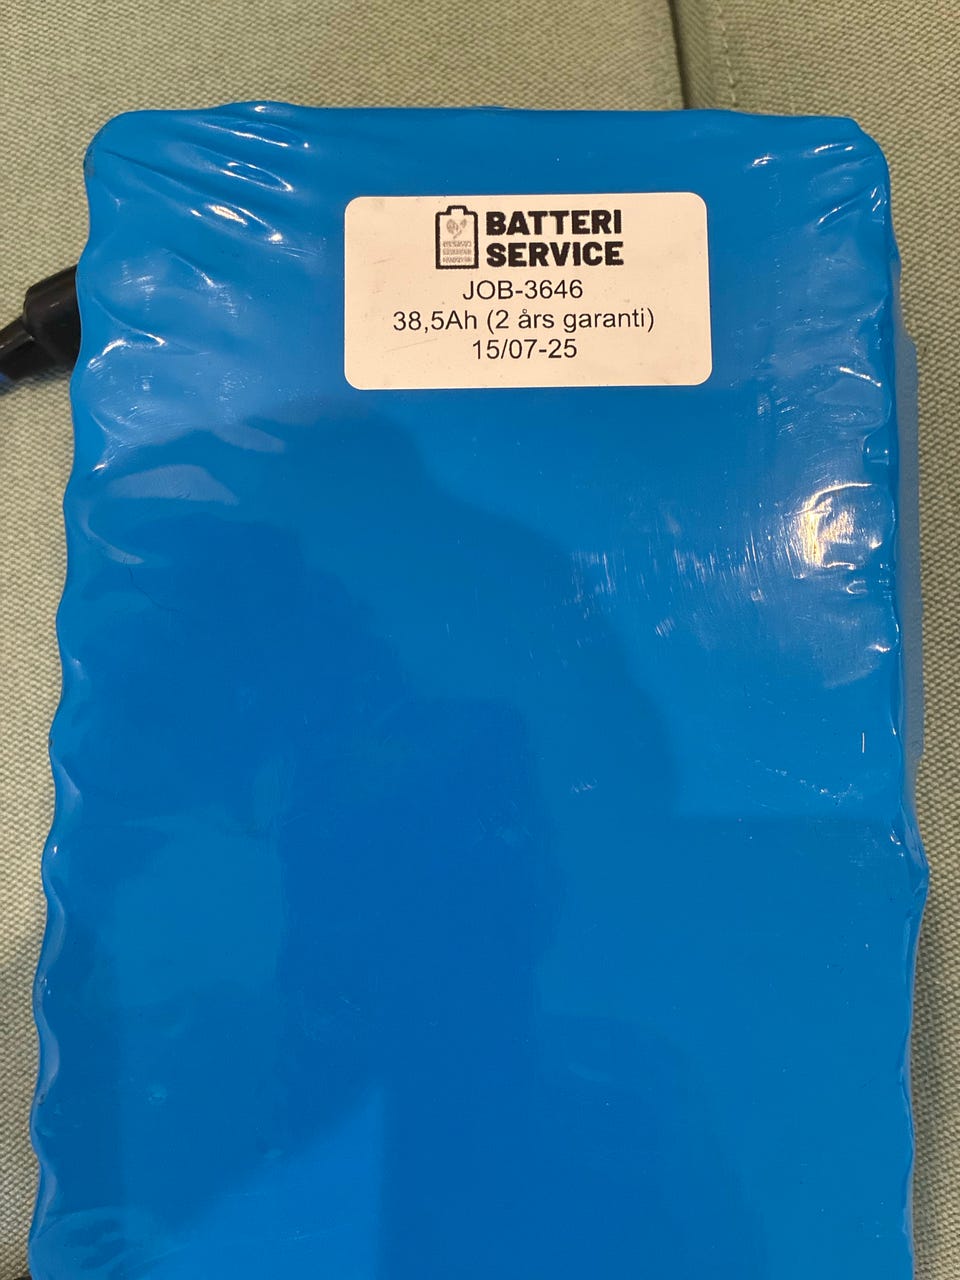 BATTERI
SERVICE
JOB-3646
38,5Ah (2 års garanti)
15/07-25